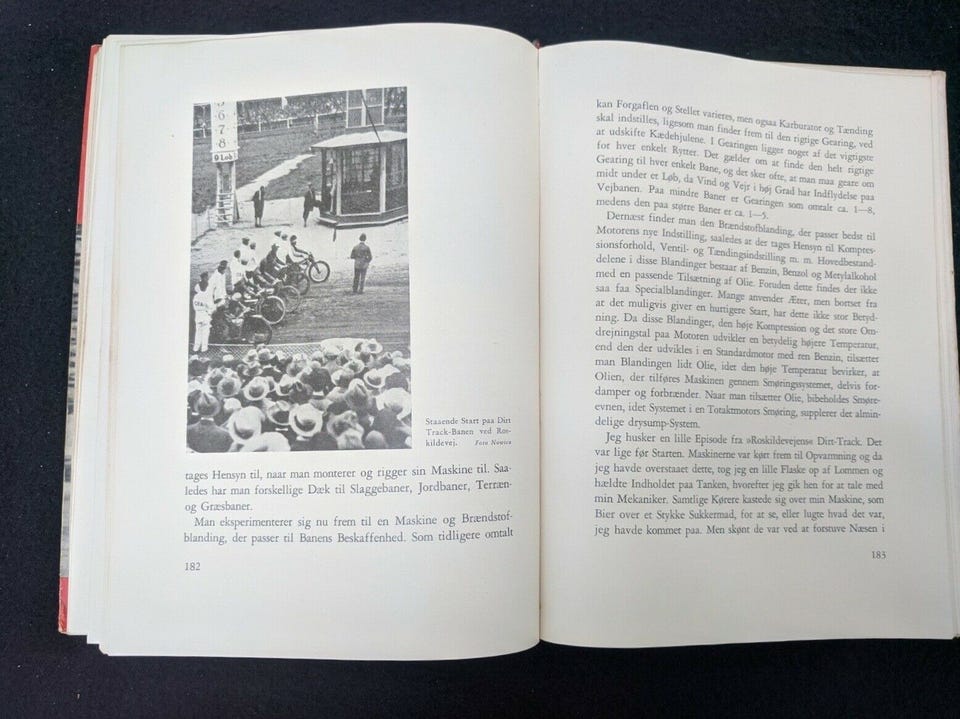 6
7
8
0 Løb
Staaende Start paa Dirt
Track-Banen ved Ros-
kildevej. Foto Nowico
tages Hensyn til, naar man monterer og rigger sin Maskine til. Saa-
ledes har man forskellige Dæk til Slaggebaner, Jordbaner, Terræn-
og Græsbaner.
Man eksperimenterer sig nu frem til en Maskine og Brændstof-
blanding, der passer til Banens Beskaffenhed. Som tidligere omtalt
182
kan Forgaflen og Stellet varieres, men ogsaa Karburator og Tænding
skal indstilles, ligesom man finder frem til den rigtige Gearing, ved
at udskifte Kædehjulene. I Gearingen ligger noget af det vigtigste
for hver enkelt Rytter. Det gælder om at finde den helt rigtige
Gearing til hver enkelt Bane, og det sker ofte, at man maa geare om
midt under et Løb, da Vind og Vejr i høj Grad har Indflydelse paa
Vejbanen. Paa mindre Baner er Gearingen som omtalt ca. 1—8,
medens den paa større Baner er ca. 1—5.
Dernæst finder man den Brændstofblanding, der passer bedst til
Motorens nye Indstilling, saaledes at der tages Hensyn til Kompres-
sionsforhold, Ventil- og Tændingsindstilling m. m. Hovedbestand-
delene i disse Blandinger bestaar af Benzin, Benzol og Metylalkohol
med en passende Tilsætning af Olie. Foruden dette findes der ikke
saa faa Specialblandinger. Mange anvender Æter, men bortset fra
at det muligvis giver en hurtigere Start, har dette ikke stor Betyd-
ning. Da disse Blandinger, den høje Kompression og det store Om-
drejningstal paa Motoren udvikler en betydelig højere Temperatur,
end den der udvikles i en Standardmotor med ren Benzin, tilsætter
man Blandingen lidt Olie, idet den høje Temperatur bevirker, at
Olien, der tilføres Maskinen gennem Smøringssystemet, delvis for-
damper og forbrænder. Naar man tilsætter Olie, bibeholdes Smøre-
evnen, idet Systemet i en Totaktmotors Smøring, supplerer det almin-
delige drysump-System.
Jeg husker en lille Episode fra »Roskildevejens« Dirt-Track. Det
var lige før Starten. Maskinerne var kørt frem til Opvarmning og da
jeg havde overstaaet dette, tog jeg en lille Flaske op af Lommen og
hældte Indholdet paa Tanken, hvorefter jeg gik hen for at tale med
min Mekaniker. Samtlige Kørere kastede sig over min Maskine, som
Bier over et Stykke Sukkermad, for at se, eller lugte hvad det var,
jeg havde kommet paa. Men skønt de var ved at forstuve Næsen i
183